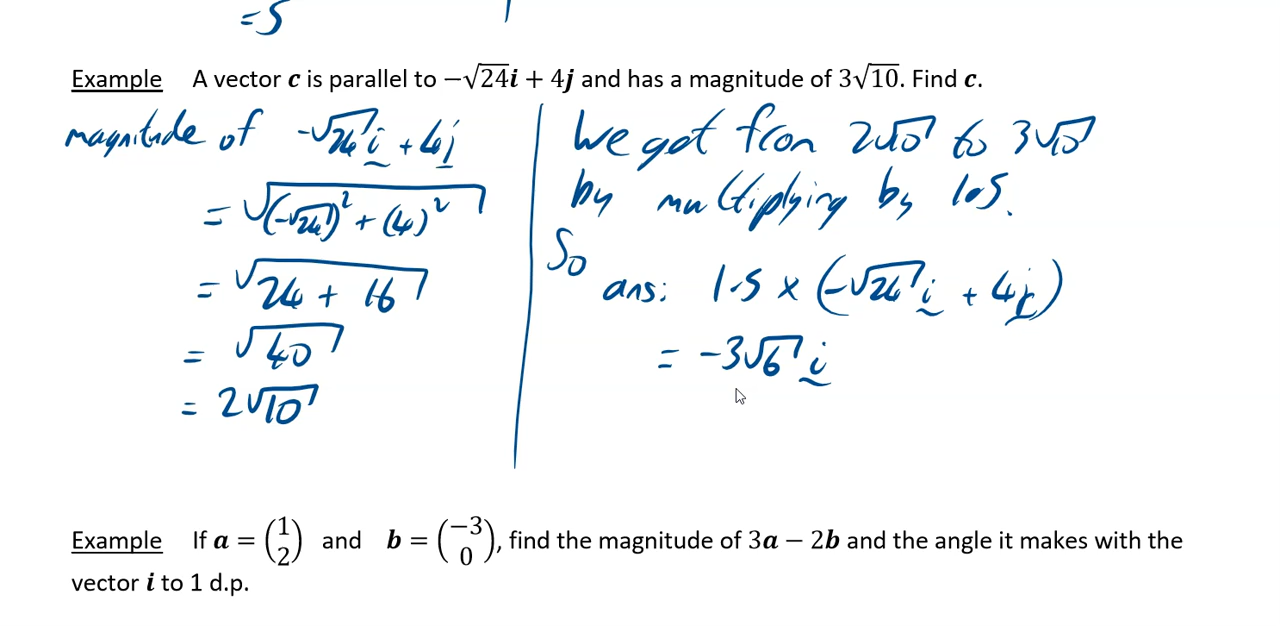 =5
Example A vector c is parallel to −√24i + 4j and has a magnitude of 3√10. Find c.
magnitude of -√24 i + 4j
= √((-√24)² + (4)²)
= √(24 + 16)
= √40
= 2√10
We get from 2√10 to 3√10
by multiplying by 1.5.
So
ans: 1.5 × (-√24 i + 4j)
= -3√6 i
Example If a = (1 2) and b = (−3 0), find the magnitude of 3a − 2b and the angle it makes with the
vector i to 1 d.p.